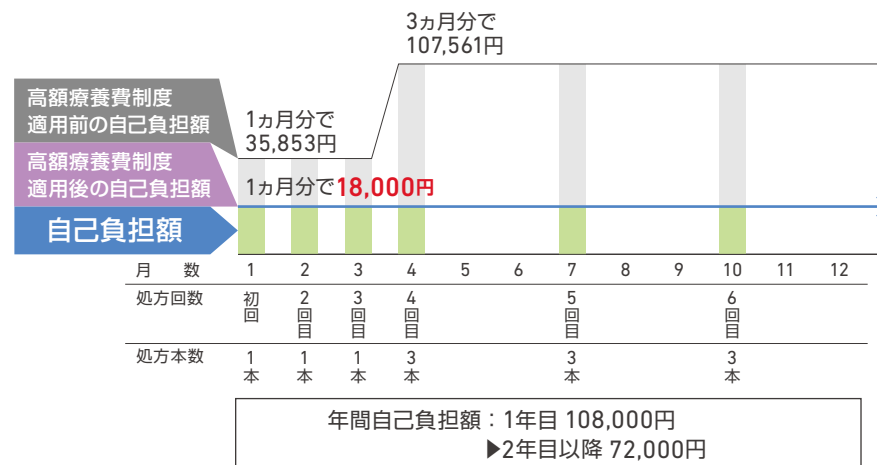 3ヵ月分で
107,561円
高額療養費制度
適用前の自己負担額
1ヵ月分で
35,853円
高額療養費制度
適用後の自己負担額
1ヵ月分で18,000円
自己負担額
月 数 1 2 3 4 5 6 7 8 9 10 11 12
処方回数 初回 2回目 3回目 4回目 5回目 6回目
処方本数 1本 1本 1本 3本 3本 3本
年間自己負担額：1年目 108,000円
▶2年目以降 72,000円